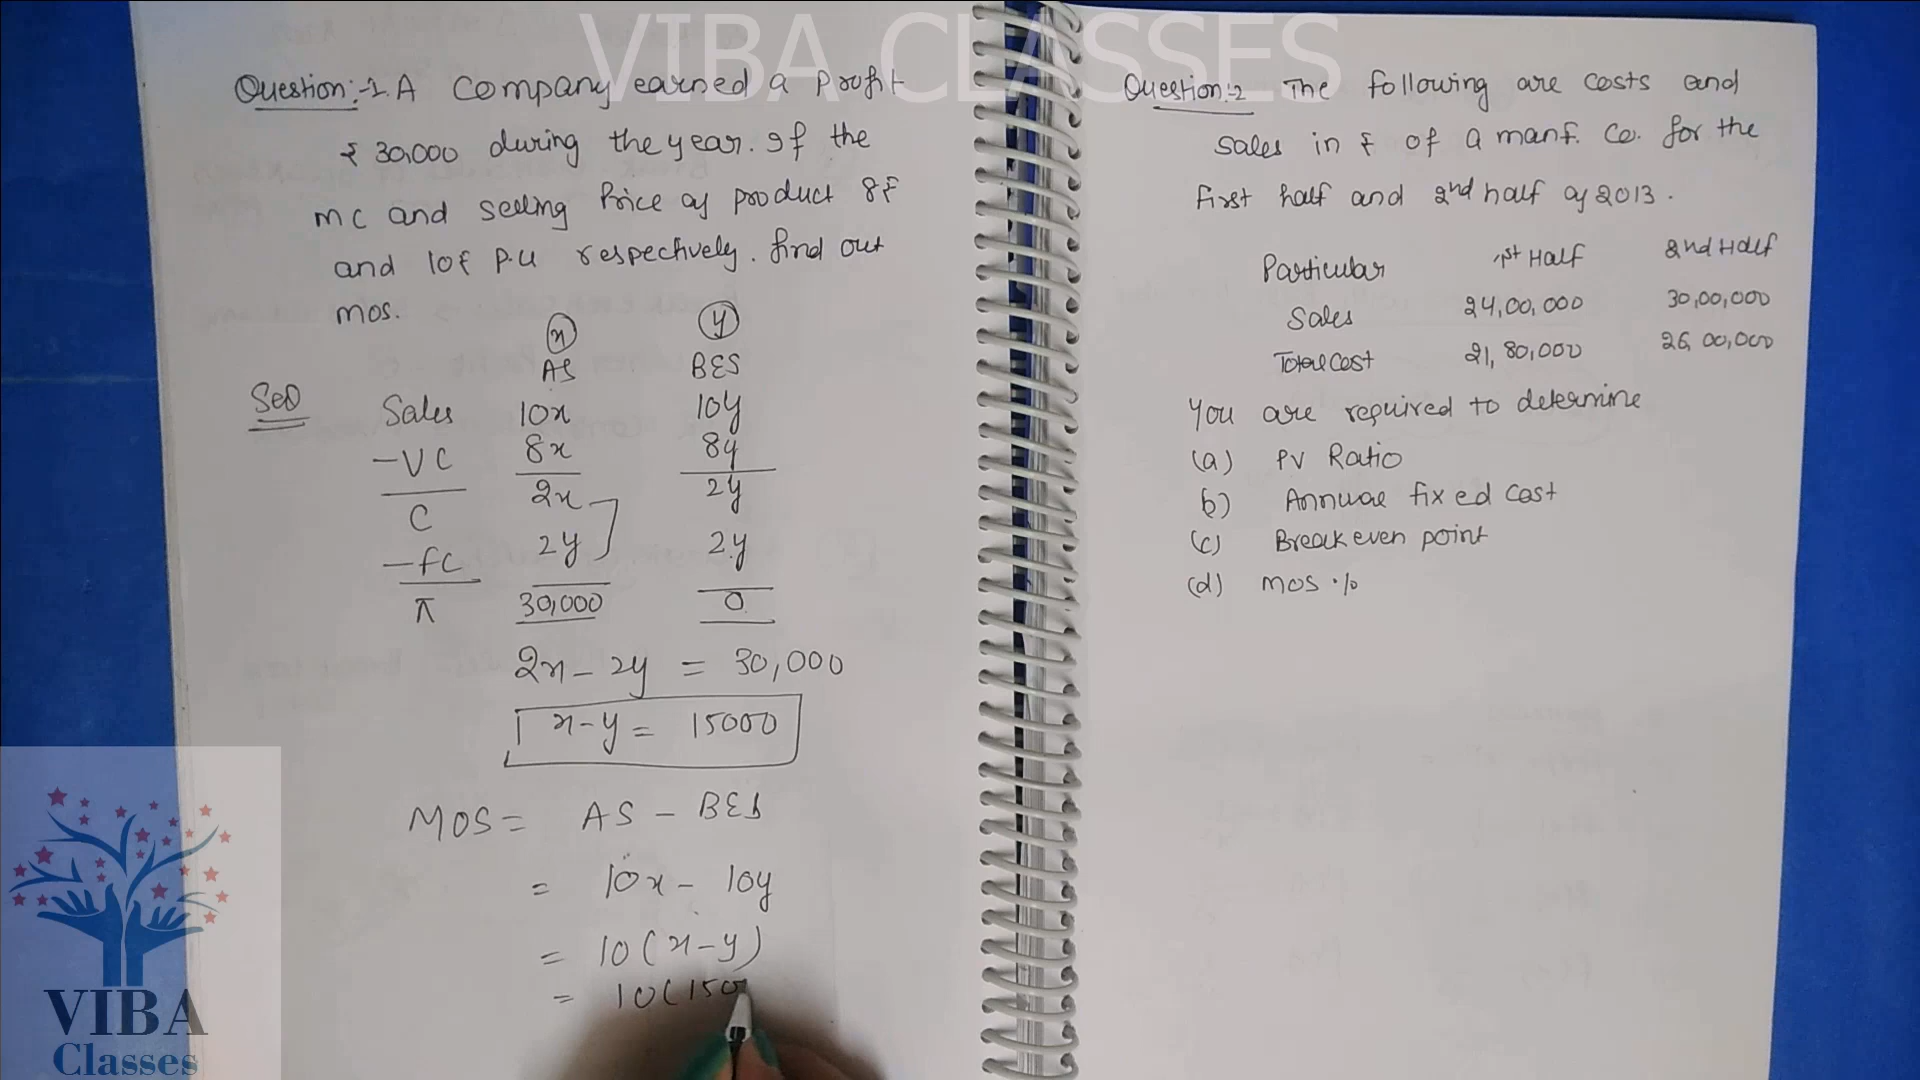 VIBA CLASSES
Question:-1. A Company earned a Profit
₹ 30,000 during the year. If the
mc and selling Price of product 8₹
and 10₹ P.U respectively. find out
mos.
x y
AS BES
Sol Sales 10x 10y
-VC 8x 8y
C 2x 2y
-fc 2y 2y
π 30,000 0
2x - 2y = 30,000
x-y = 15000
MOS = AS - BES
= 10x - 10y
= 10(x-y)
= 10(150
Question:-2 The following are costs and
Sales in ₹ of a manf. Co. for the
First half and 2nd half of 2013.
Particular 1st Half 2nd Half
Sales 24,00,000 30,00,000
Total Cost 21,80,000 26,00,000
You are required to determine
(a) PV Ratio
b) Annual fixed Cost
(c) Break even point
(d) mos %
VIBA
Classes